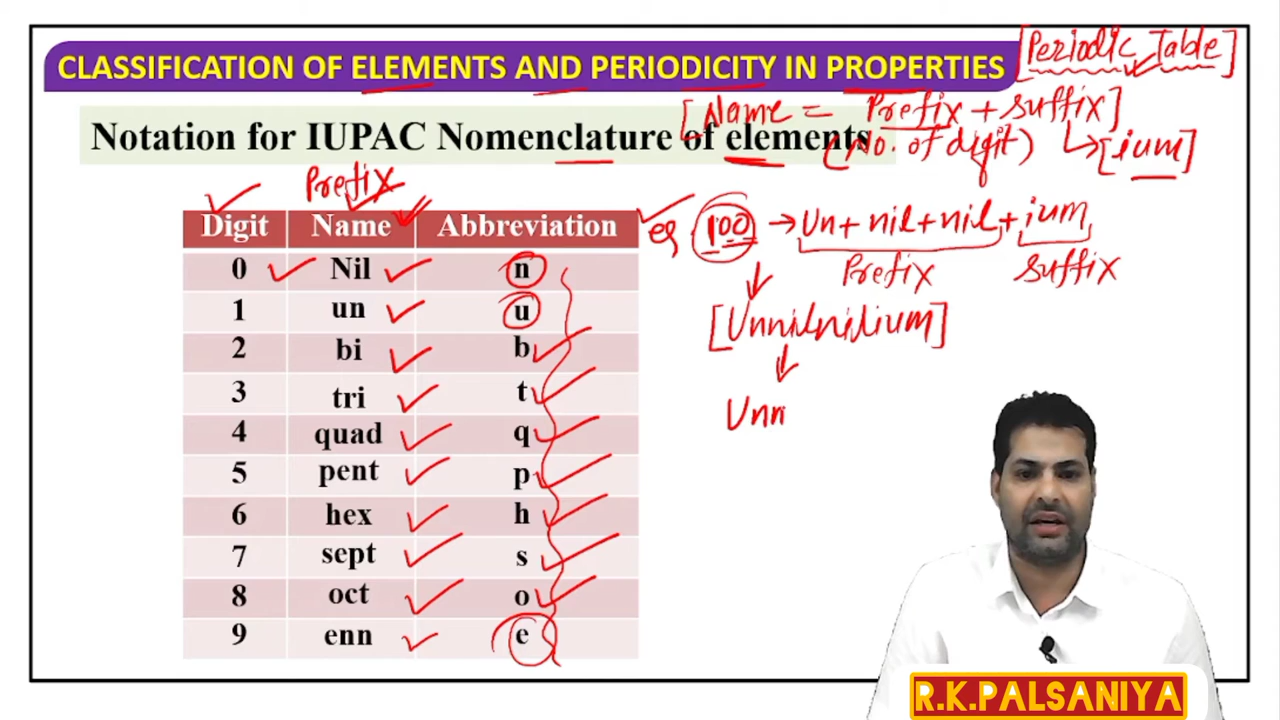 [Periodic Table]
CLASSIFICATION OF ELEMENTS AND PERIODICITY IN PROPERTIES
[Name = Prefix + suffix]
Notation for IUPAC Nomenclature of elements
(No. of digit) [ium]
Prefix
Digit Name Abbreviation
0 Nil n
1 un u
2 bi b
3 tri t
4 quad q
5 pent p
6 hex h
7 sept s
8 oct o
9 enn e
eg 100 → Un + nil + nil + ium
Prefix suffix
[Unnilnilium]
Unn
R.K.PALSANIYA